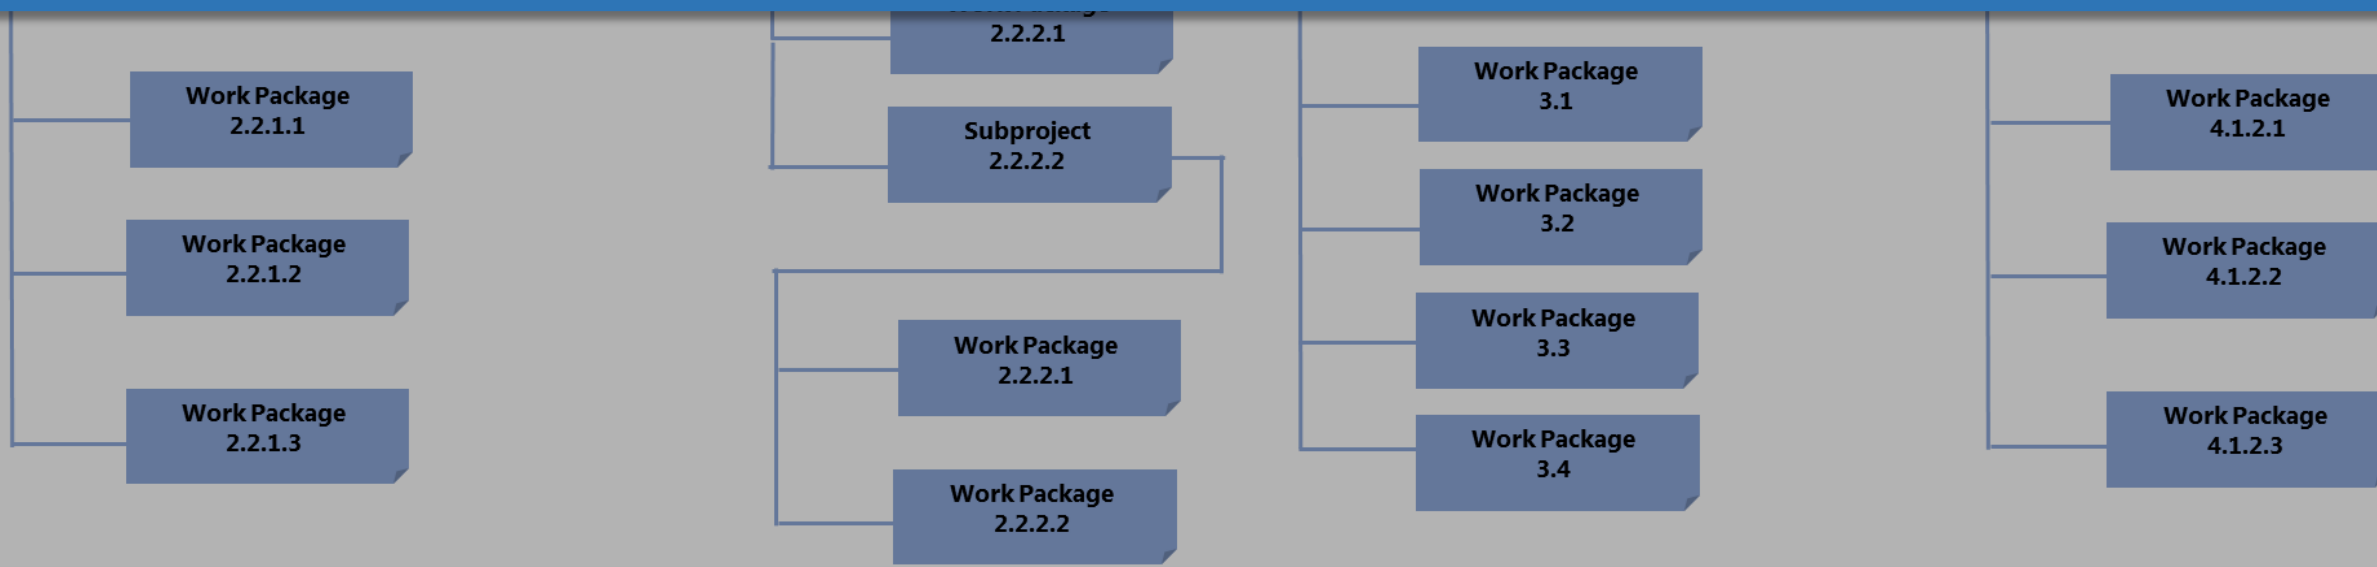 2.2.2.1
Work Package
2.2.1.1
Work Package
2.2.1.2
Work Package
2.2.1.3
Subproject
2.2.2.2
Work Package
2.2.2.1
Work Package
2.2.2.2
Work Package
3.1
Work Package
3.2
Work Package
3.3
Work Package
3.4
Work Package
4.1.2.1
Work Package
4.1.2.2
Work Package
4.1.2.3